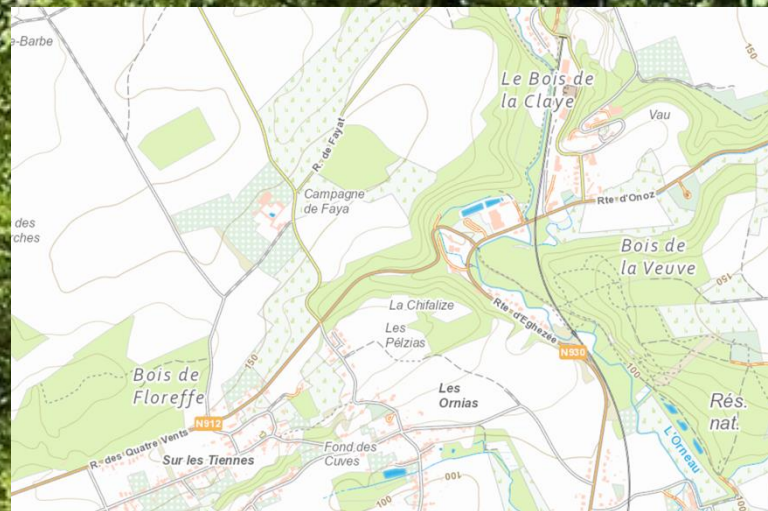 -Barbe
150
Le Bois de
la Claye
Vau
R. de Fayat
Campagne
de Faya
Rte d'Onoz
des
rches
Bois de
la Veuve
150
La Chifalize
Rte d'Eghezée
Les
Pélzias
N930
150
100
Bois de
Floreffe
Les
Ornias
Rés.
nat.
N912
R. des Quatre Vents
Sur les Tiennes
Fond des
Cuves
L'Orneau
100
100
100